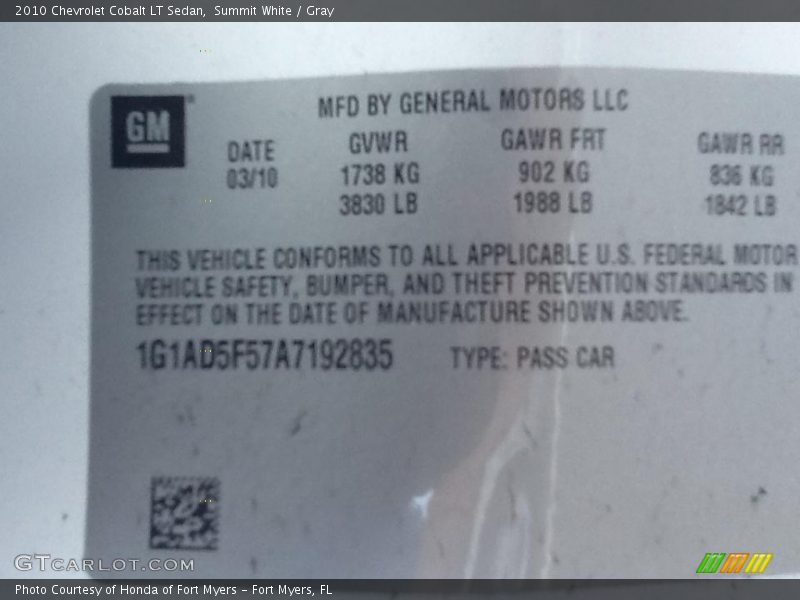 2010 Chevrolet Cobalt LT Sedan, Summit White / Gray
GM
MFD BY GENERAL MOTORS LLC
DATE GVWR GAWR FRT GAWR RR
03/10 1738 KG 902 KG 836 KG
3830 LB 1988 LB 1842 LB
THIS VEHICLE CONFORMS TO ALL APPLICABLE U.S. FEDERAL MOTOR
VEHICLE SAFETY, BUMPER, AND THEFT PREVENTION STANDARDS IN
EFFECT ON THE DATE OF MANUFACTURE SHOWN ABOVE.
1G1AD5F57A7192835 TYPE: PASS CAR
GTCARLOT.COM
Photo Courtesy of Honda of Fort Myers – Fort Myers, FL